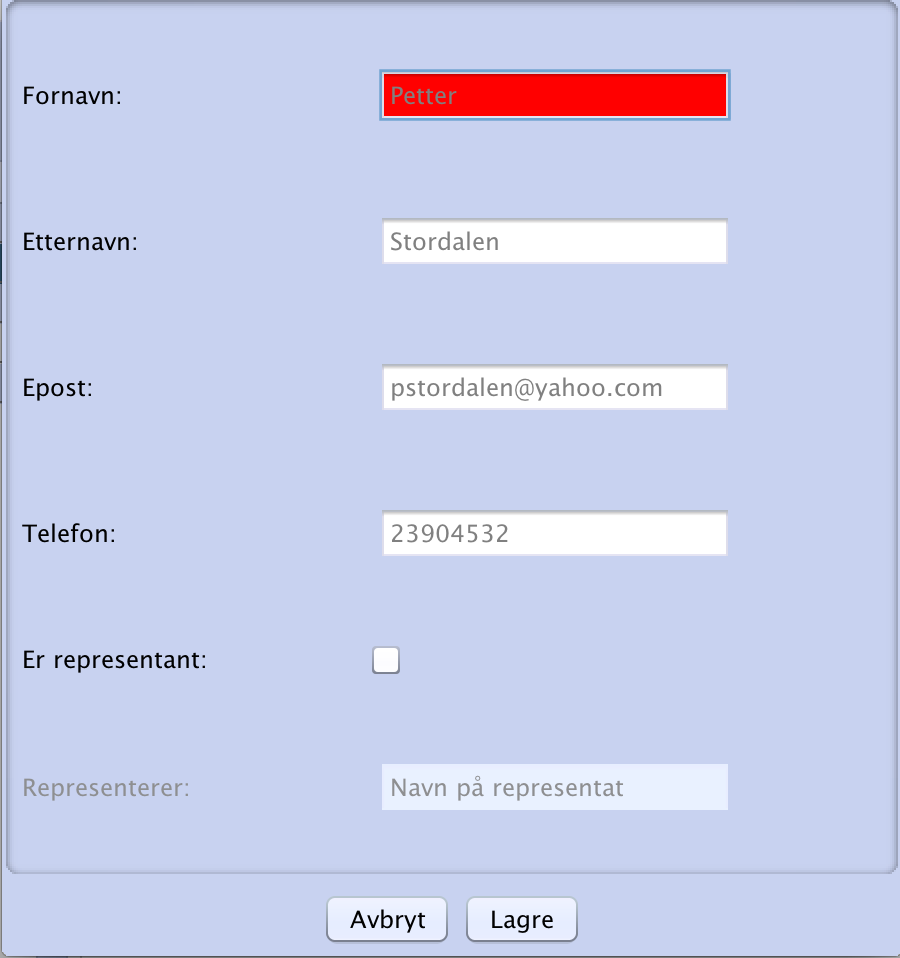 Fornavn: Petter
Etternavn: Stordalen
Epost: pstordalen@yahoo.com
Telefon: 23904532
Er representant:
Representerer: Navn på representat
Avbryt Lagre